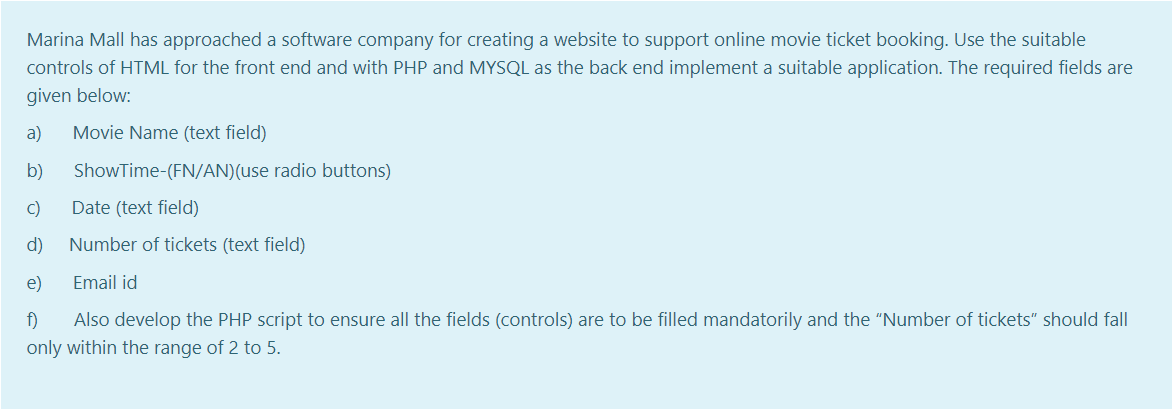 Marina Mall has approached a software company for creating a website to support online movie ticket booking. Use the suitable
controls of HTML for the front end and with PHP and MYSQL as the back end implement a suitable application. The required fields are
given below:
a) Movie Name (text field)
b) ShowTime-(FN/AN)(use radio buttons)
c) Date (text field)
d) Number of tickets (text field)
e) Email id
f) Also develop the PHP script to ensure all the fields (controls) are to be filled mandatorily and the “Number of tickets” should fall
only within the range of 2 to 5.